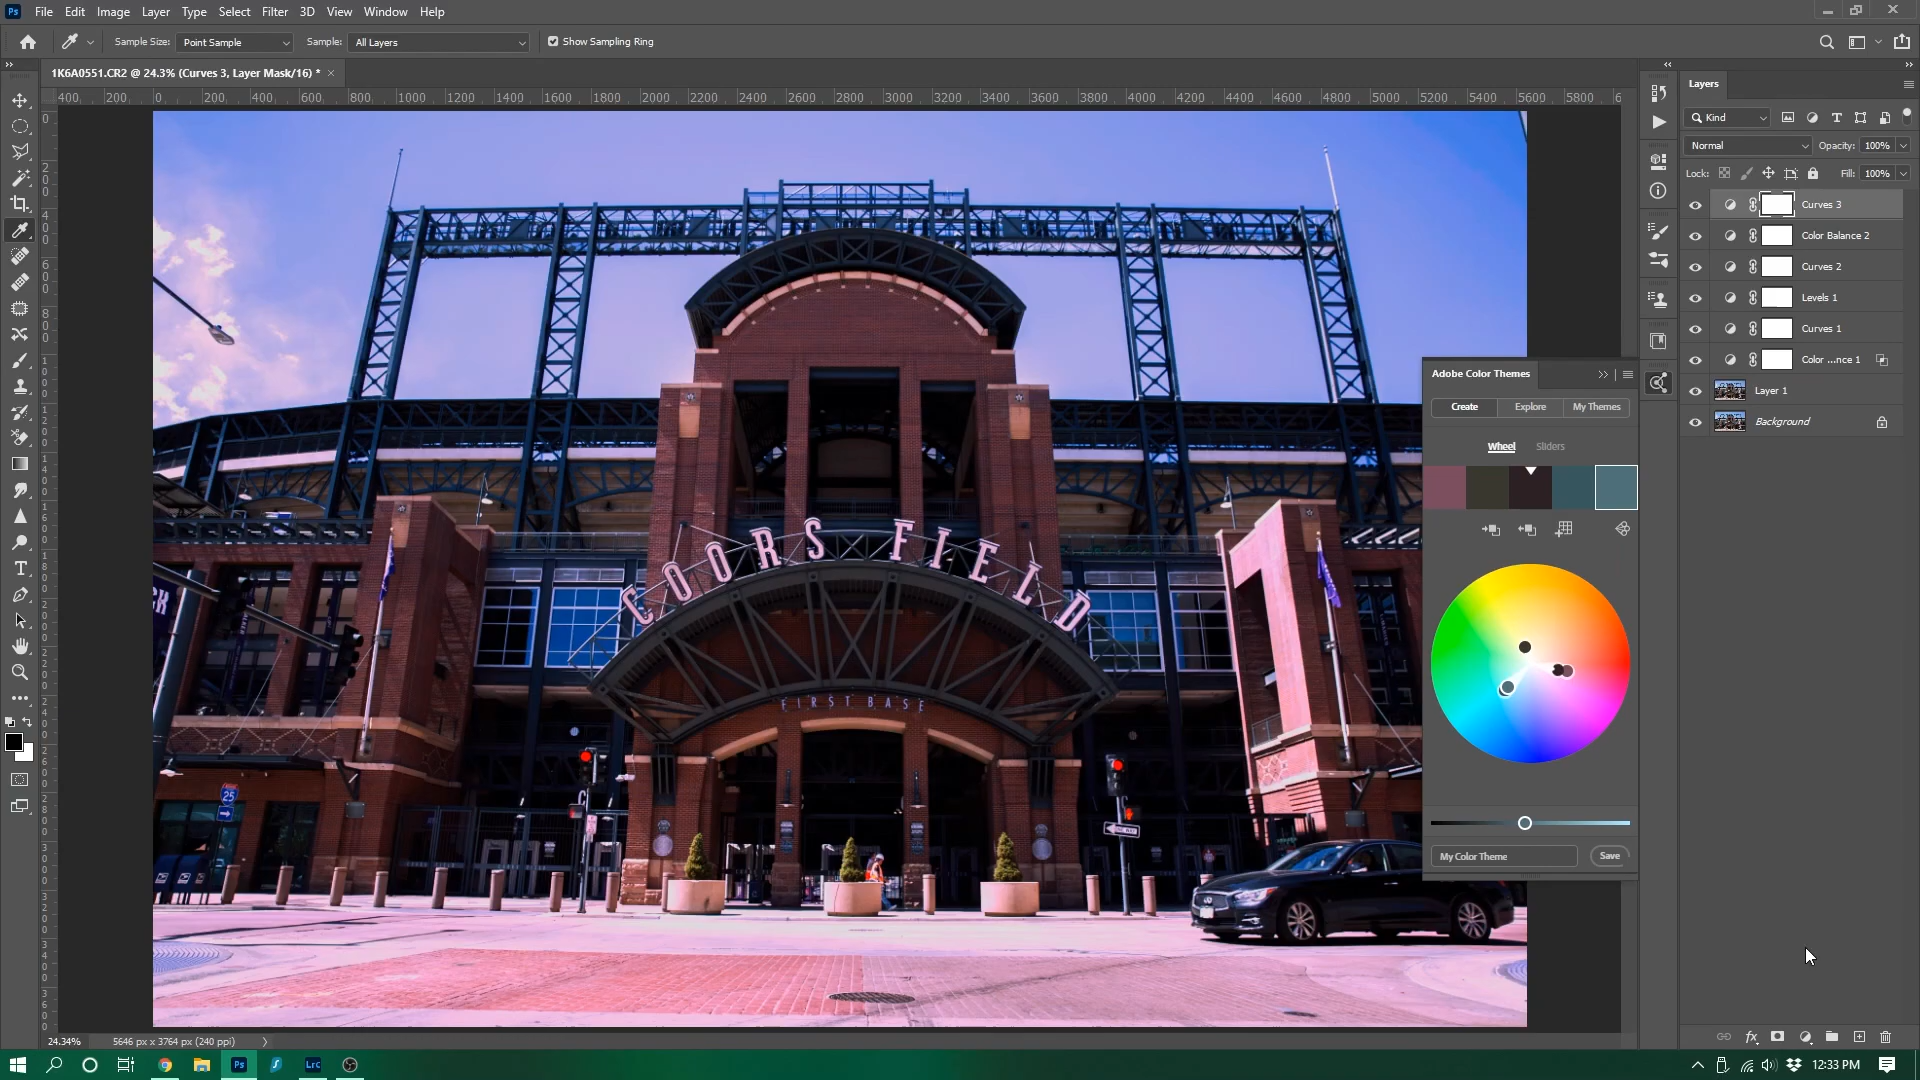 Ps File Edit Image Layer Type Select Filter 3D View Window Help
Sample Size: Point Sample Sample: All Layers Show Sampling Ring
1K6A0551.CR2 @ 24.3% (Curves 3, Layer Mask/16) * ×
400 200 0 200 400 600 800 1000 1200 1400 1600 1800 2000 2200 2400 2600 2800 3000 3200 3400 3600 3800 4000 4200 4400 4600 4800 5000 5200 5400 5600 5800
Layers
Kind
Normal Opacity: 100%
Lock: Fill: 100%
Curves 3
Color Balance 2
Curves 2
Levels 1
Curves 1
Color ...nce 1
Layer 1
Background
Adobe Color Themes
Create Explore My Themes
Wheel Sliders
My Color Theme Save
COORS FIELD
FIRST BASE
25
ONE WAY
24.34% 5646 px x 3764 px (240 ppi)
Ps Lrc 12:33 PM